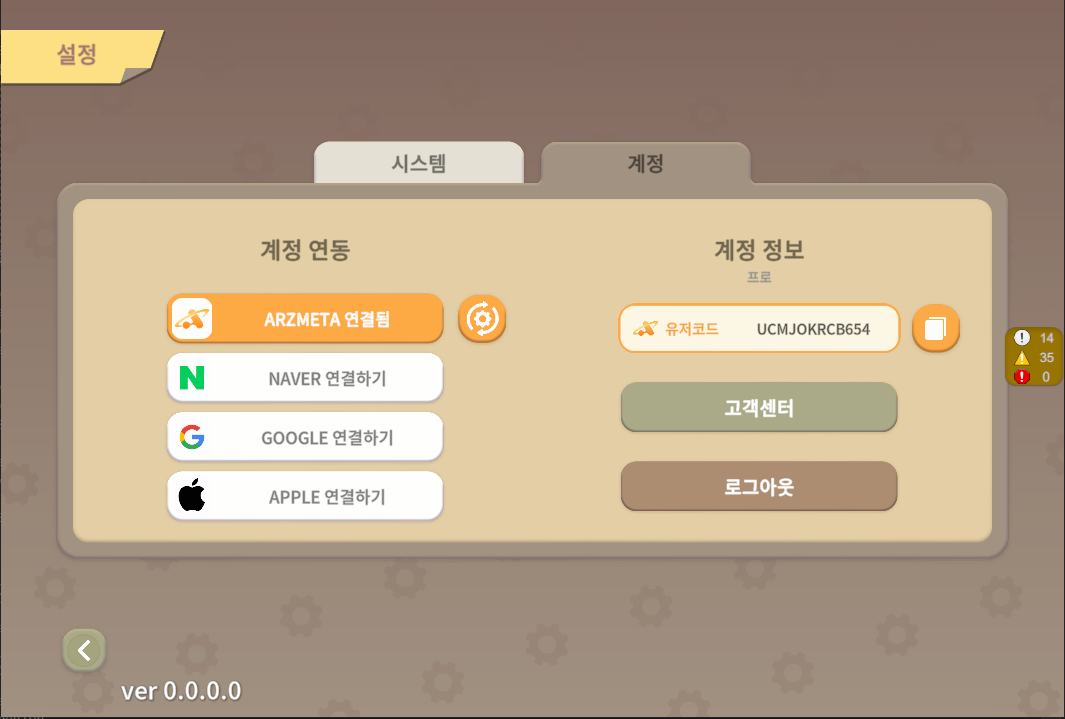 설정
시스템
계정
계정 연동
ARZMETA 연결됨
NAVER 연결하기
GOOGLE 연결하기
APPLE 연결하기
계정 정보
프로
유저코드 UCMJOKRCB654
고객센터
로그아웃
14
35
0
ver 0.0.0.0